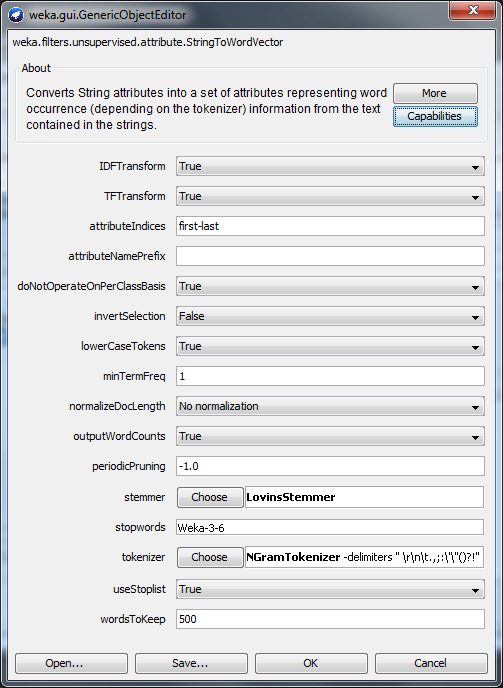 weka.gui.GenericObjectEditor
weka.filters.unsupervised.attribute.StringToWordVector
About
Converts String attributes into a set of attributes representing word
occurrence (depending on the tokenizer) information from the text
contained in the strings.
More
Capabilities
IDFTransform True
TFTransform True
attributeIndices first-last
attributeNamePrefix
doNotOperateOnPerClassBasis True
invertSelection False
lowerCaseTokens True
minTermFreq 1
normalizeDocLength No normalization
outputWordCounts True
periodicPruning -1.0
stemmer Choose LovinsStemmer
stopwords Weka-3-6
tokenizer Choose NGramTokenizer -delimiters " \r\n\t.,;:\'\"()?!"
useStoplist True
wordsToKeep 500
Open... Save... OK Cancel